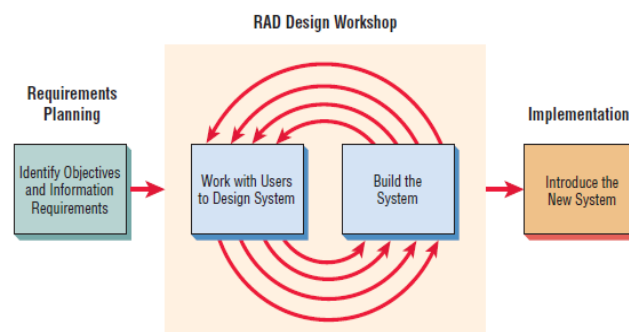 RAD Design Workshop
Requirements
Planning
Identify Objectives
and Information
Requirements
Work with Users
to Design System
Build the
System
Implementation
Introduce the
New System